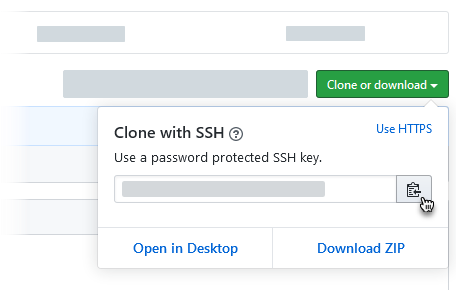 Clone or download
Clone with SSH ?
Use HTTPS
Use a password protected SSH key.
Open in Desktop
Download ZIP